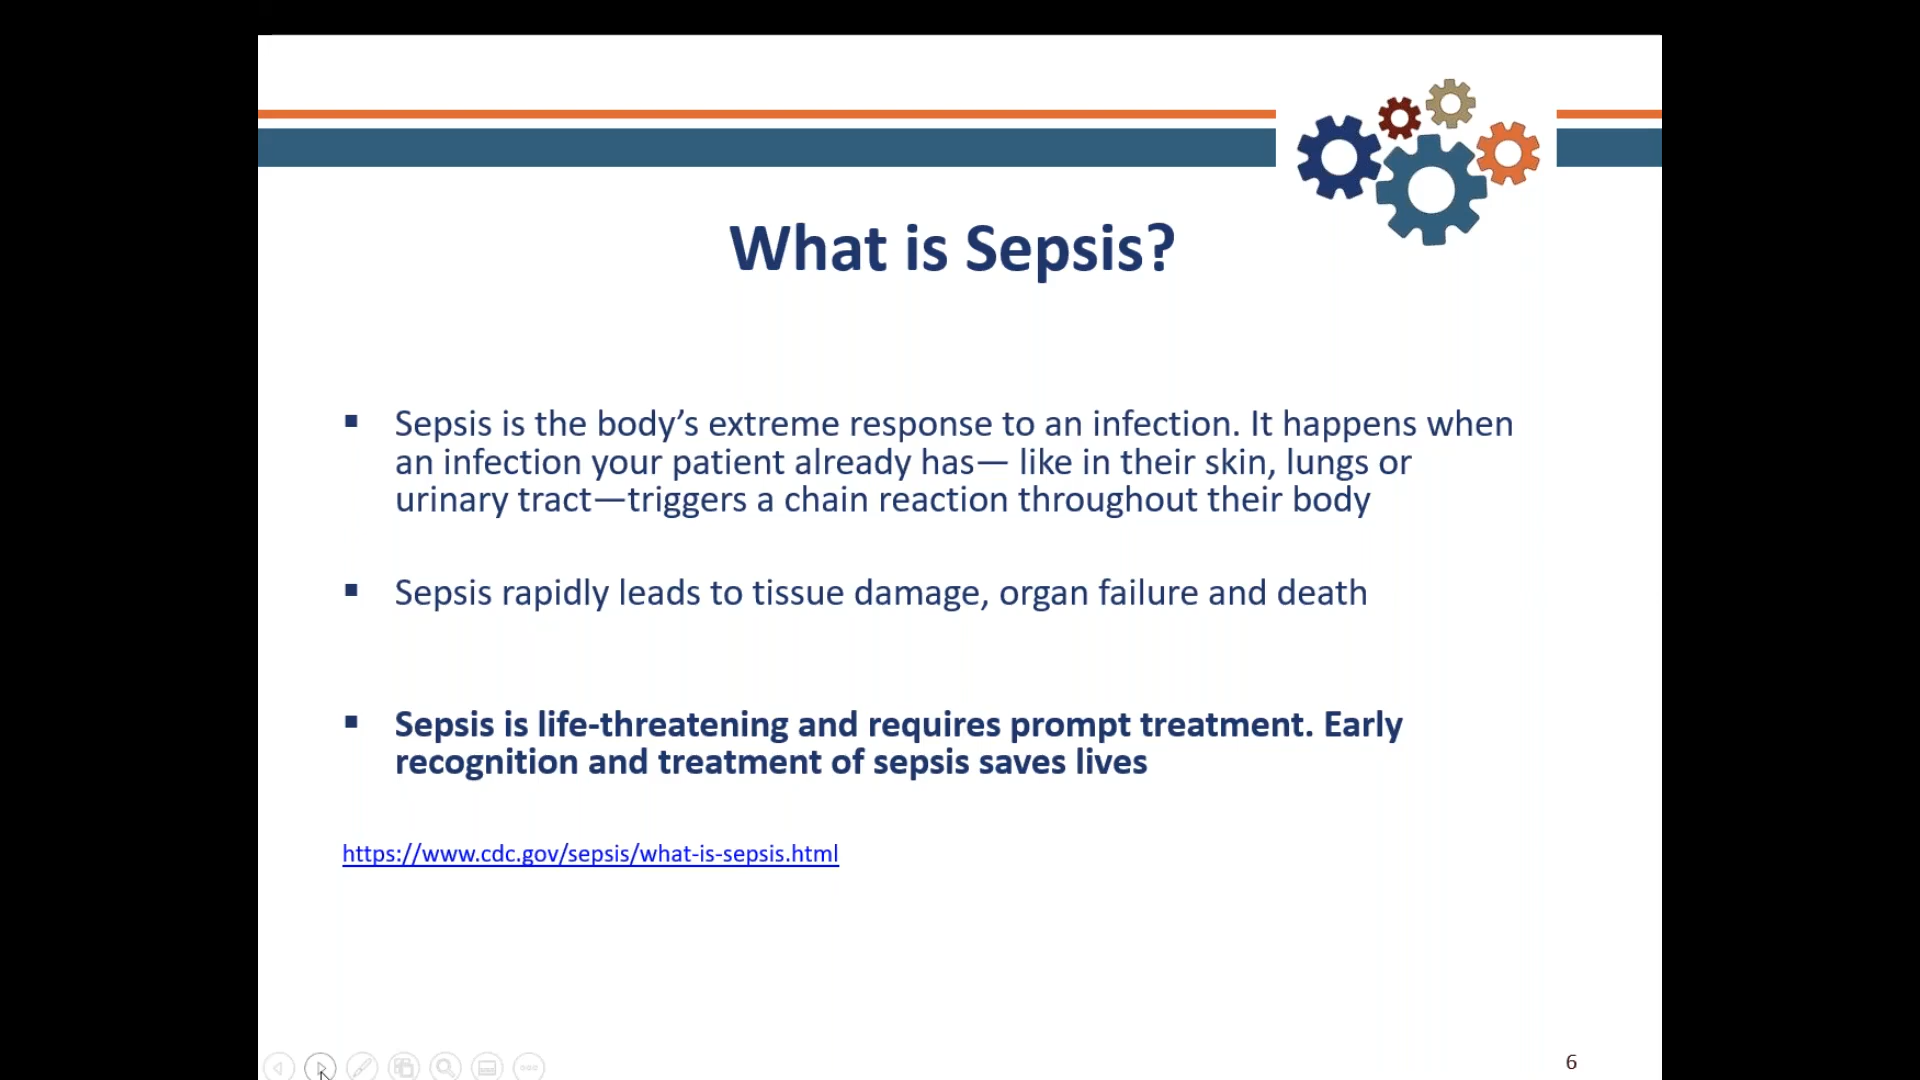 What is Sepsis?
▪ Sepsis is the body’s extreme response to an infection. It happens when
an infection your patient already has— like in their skin, lungs or
urinary tract—triggers a chain reaction throughout their body
▪ Sepsis rapidly leads to tissue damage, organ failure and death
▪ Sepsis is life-threatening and requires prompt treatment. Early
recognition and treatment of sepsis saves lives
https://www.cdc.gov/sepsis/what-is-sepsis.html
6